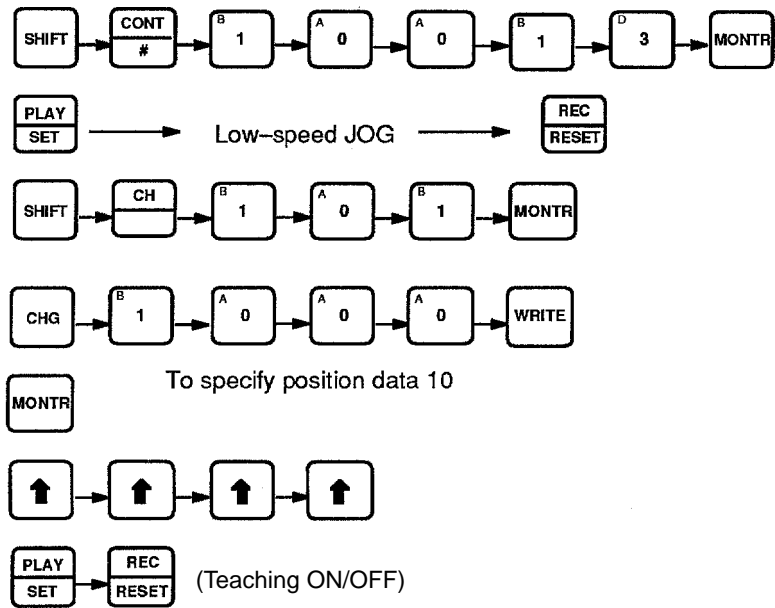 SHIFT CONT # B 1 A 0 A 0 B 1 D 3 MONTR
PLAY SET Low–speed JOG REC RESET
SHIFT CH B 1 A 0 B 1 MONTR
CHG B 1 A 0 A 0 A 0 WRITE
To specify position data 10
MONTR
PLAY SET REC RESET (Teaching ON/OFF)